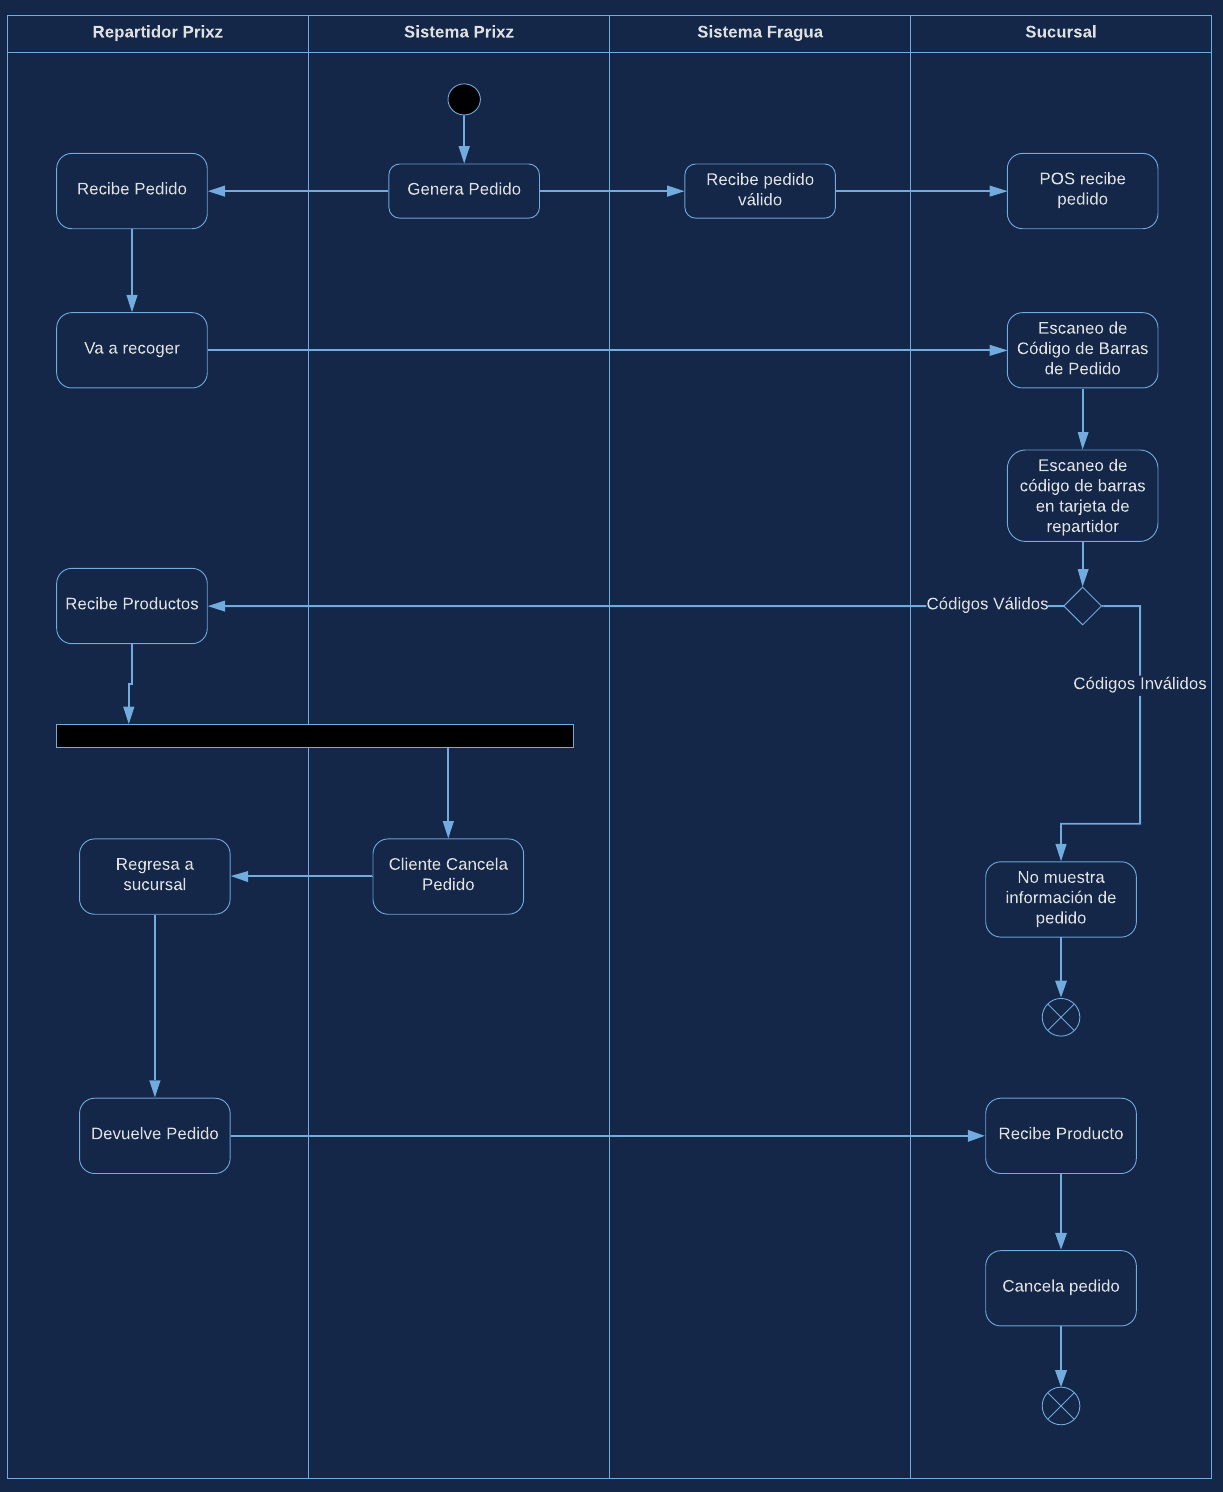 Repartidor Prixz
Sistema Prixz
Sistema Fragua
Sucursal
Recibe Pedido
Genera Pedido
Recibe pedido
válido
POS recibe
pedido
Va a recoger
Escaneo de
Código de Barras
de Pedido
Escaneo de
código de barras
en tarjeta de
repartidor
Recibe Productos
Códigos Válidos
Códigos Inválidos
Regresa a
sucursal
Cliente Cancela
Pedido
No muestra
información de
pedido
Devuelve Pedido
Recibe Producto
Cancela pedido